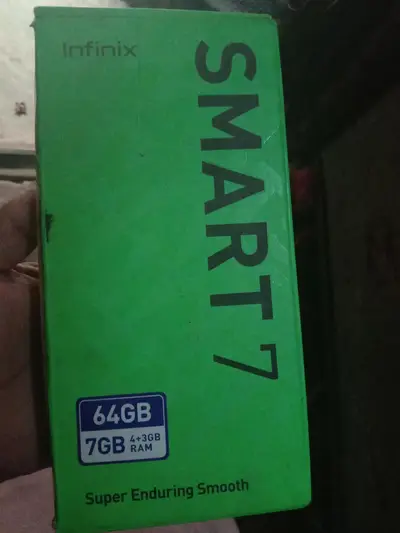 Infinix
SMART 7
64GB
7GB 4+3GB RAM
Super Enduring Smooth